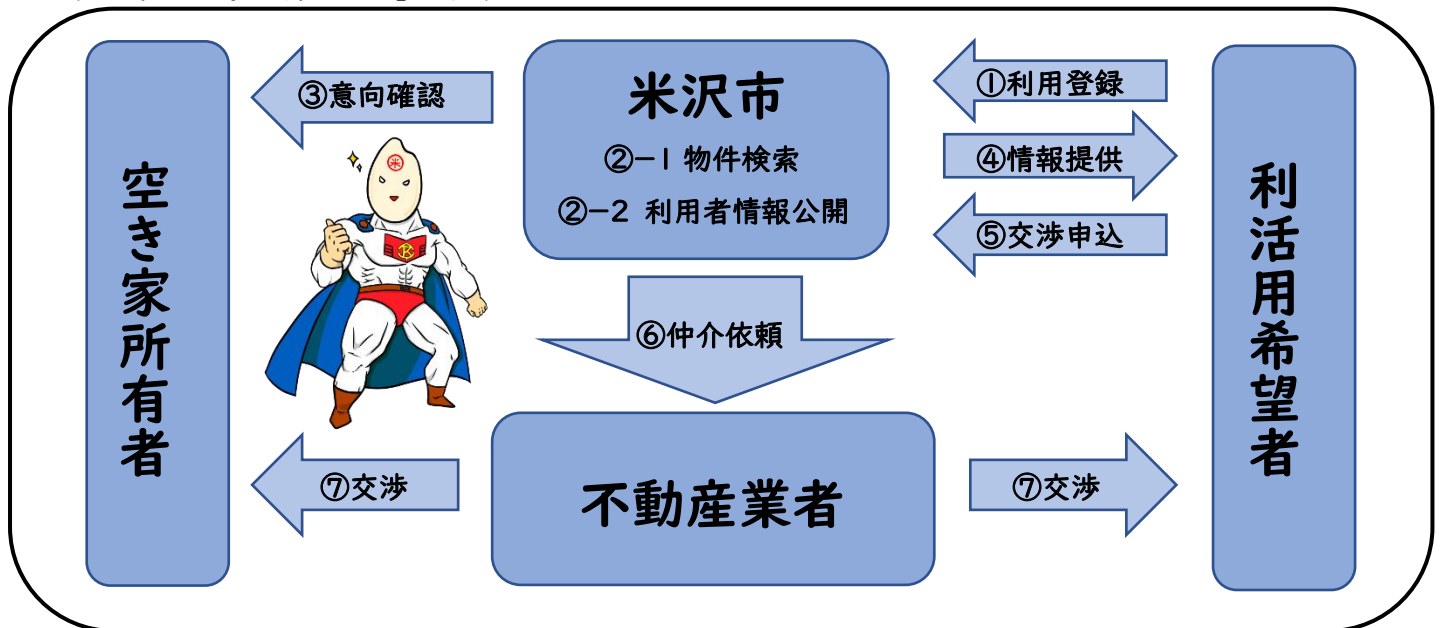 空き家所有者
③意向確認
米
米沢市
②-1 物件検索
②-2 利用者情報公開
①利用登録
④情報提供
⑤交渉申込
利活用希望者
⑥仲介依頼
⑦交渉
不動産業者
⑦交渉